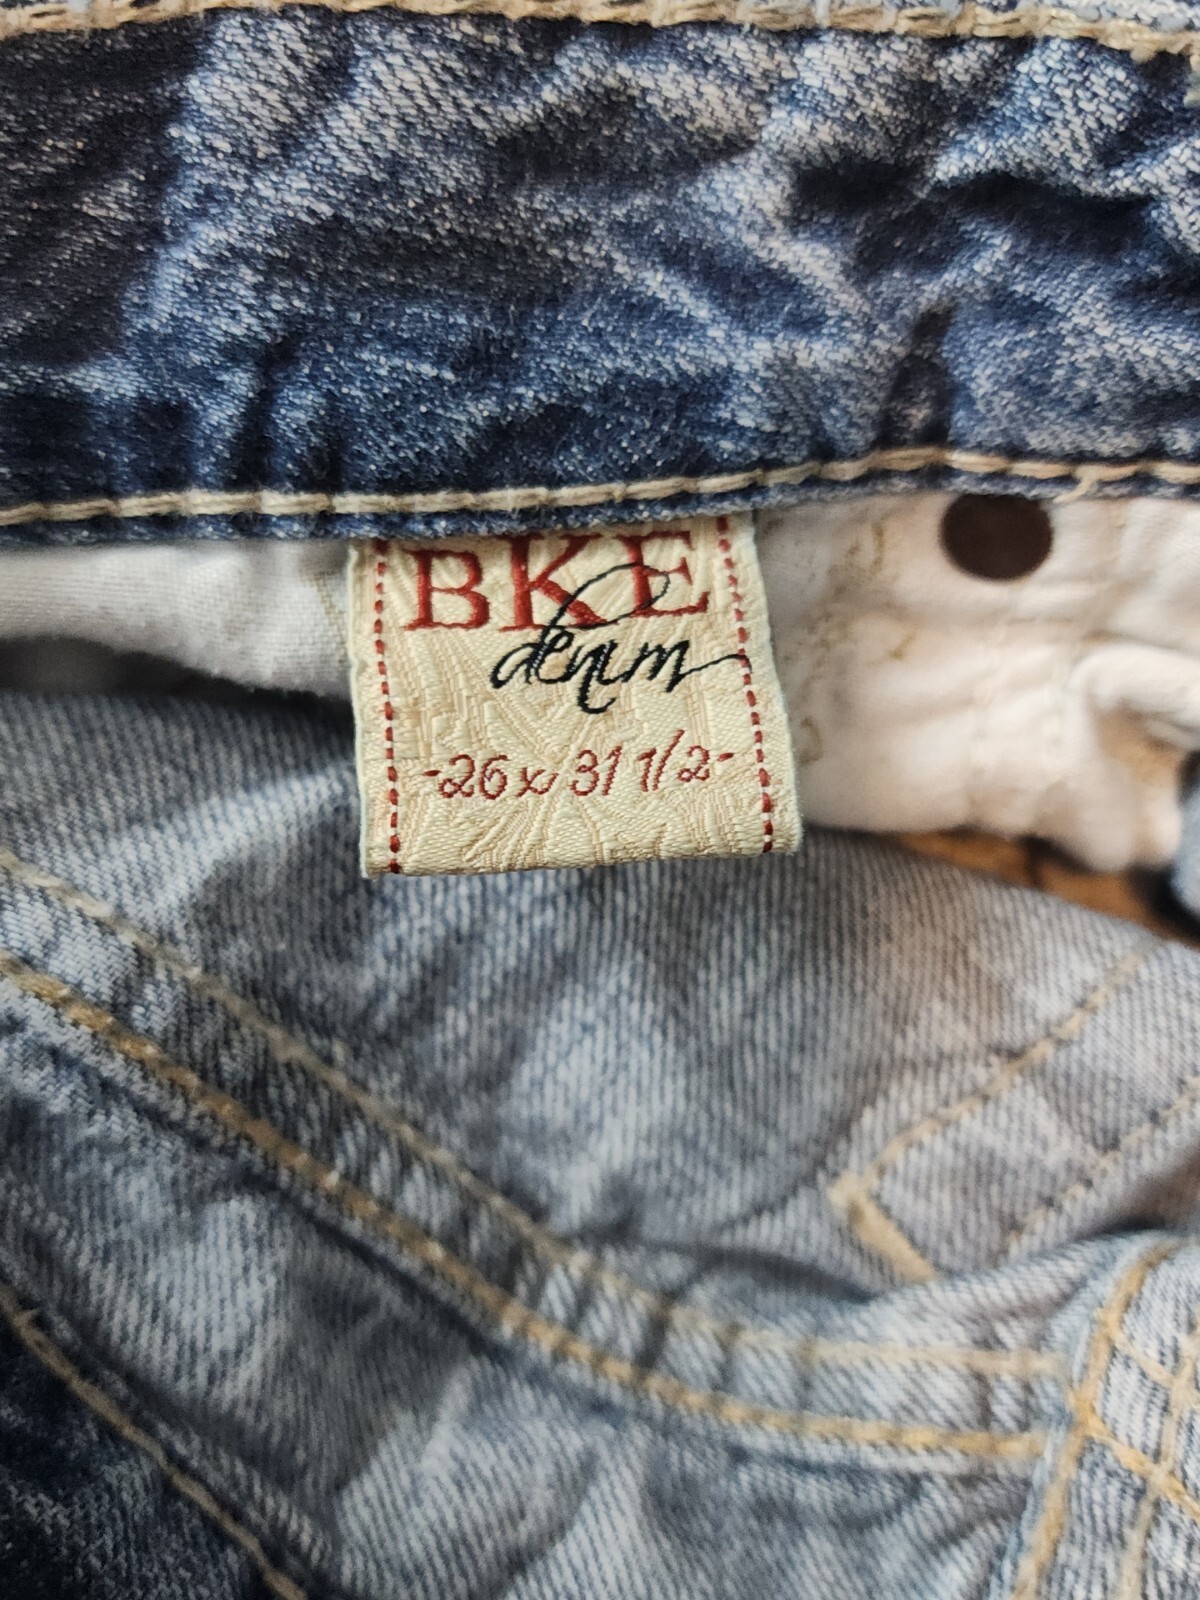 BKE
denim
-26 x 31 1/2-